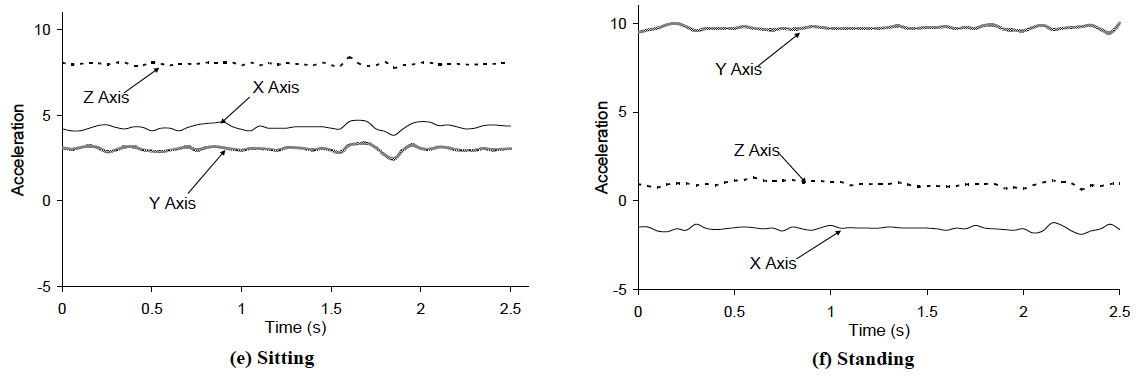 10
5
0
-5
Acceleration
Z Axis
X Axis
Y Axis
0
0.5
1
1.5
2
2.5
Time (s)
(e) Sitting
10
5
0
-5
Acceleration
Y Axis
Z Axis
X Axis
0
0.5
1
1.5
2
2.5
Time (s)
(f) Standing